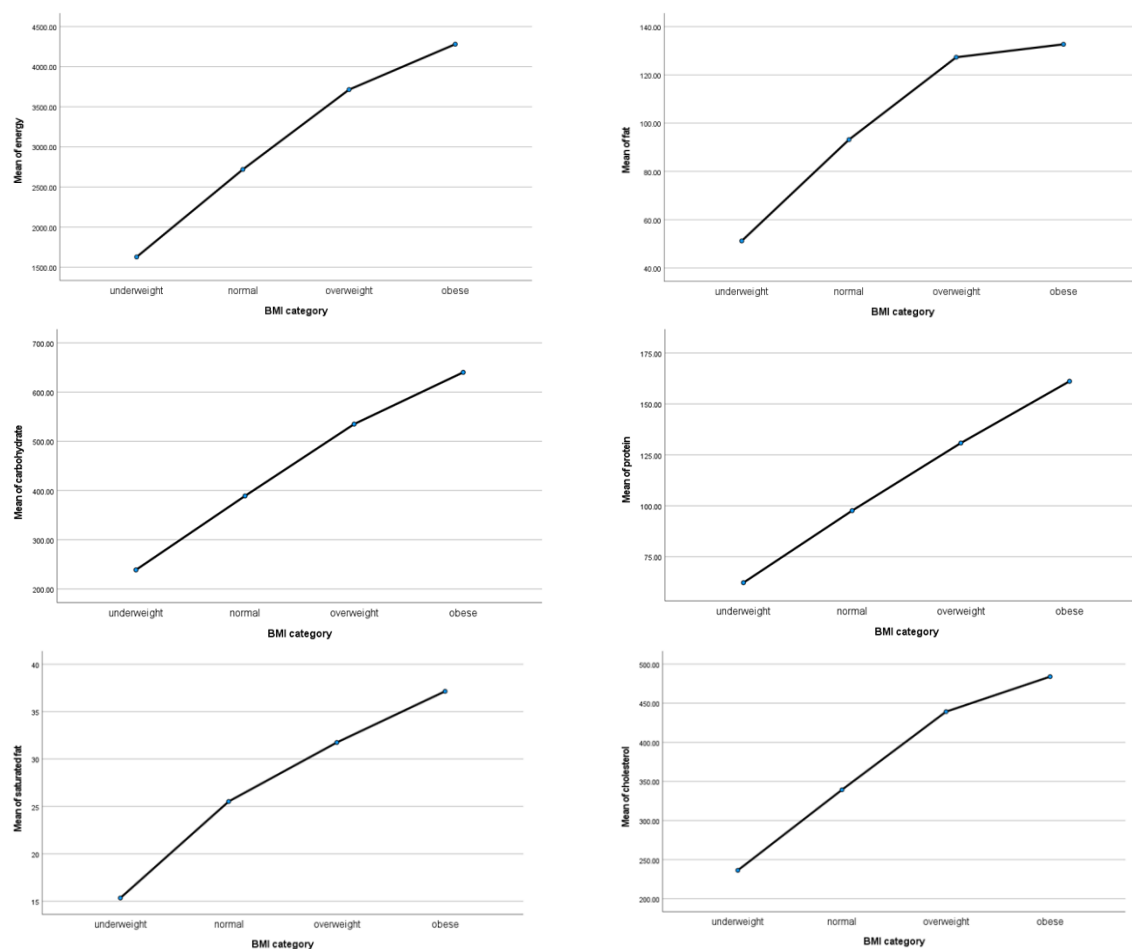 Mean of energy
4500.00
4000.00
3500.00
3000.00
2500.00
2000.00
1500.00
underweight normal overweight obese
BMI category
Mean of fat
140.00
120.00
100.00
80.00
60.00
40.00
underweight normal overweight obese
BMI category
Mean of carbohydrate
700.00
600.00
500.00
400.00
300.00
200.00
underweight normal overweight obese
BMI category
Mean of protein
175.00
150.00
125.00
100.00
75.00
underweight normal overweight obese
BMI category
Mean of saturated fat
40
35
30
25
20
15
underweight normal overweight obese
BMI category
Mean of cholesterol
500.00
450.00
400.00
350.00
300.00
250.00
200.00
underweight normal overweight obese
BMI category